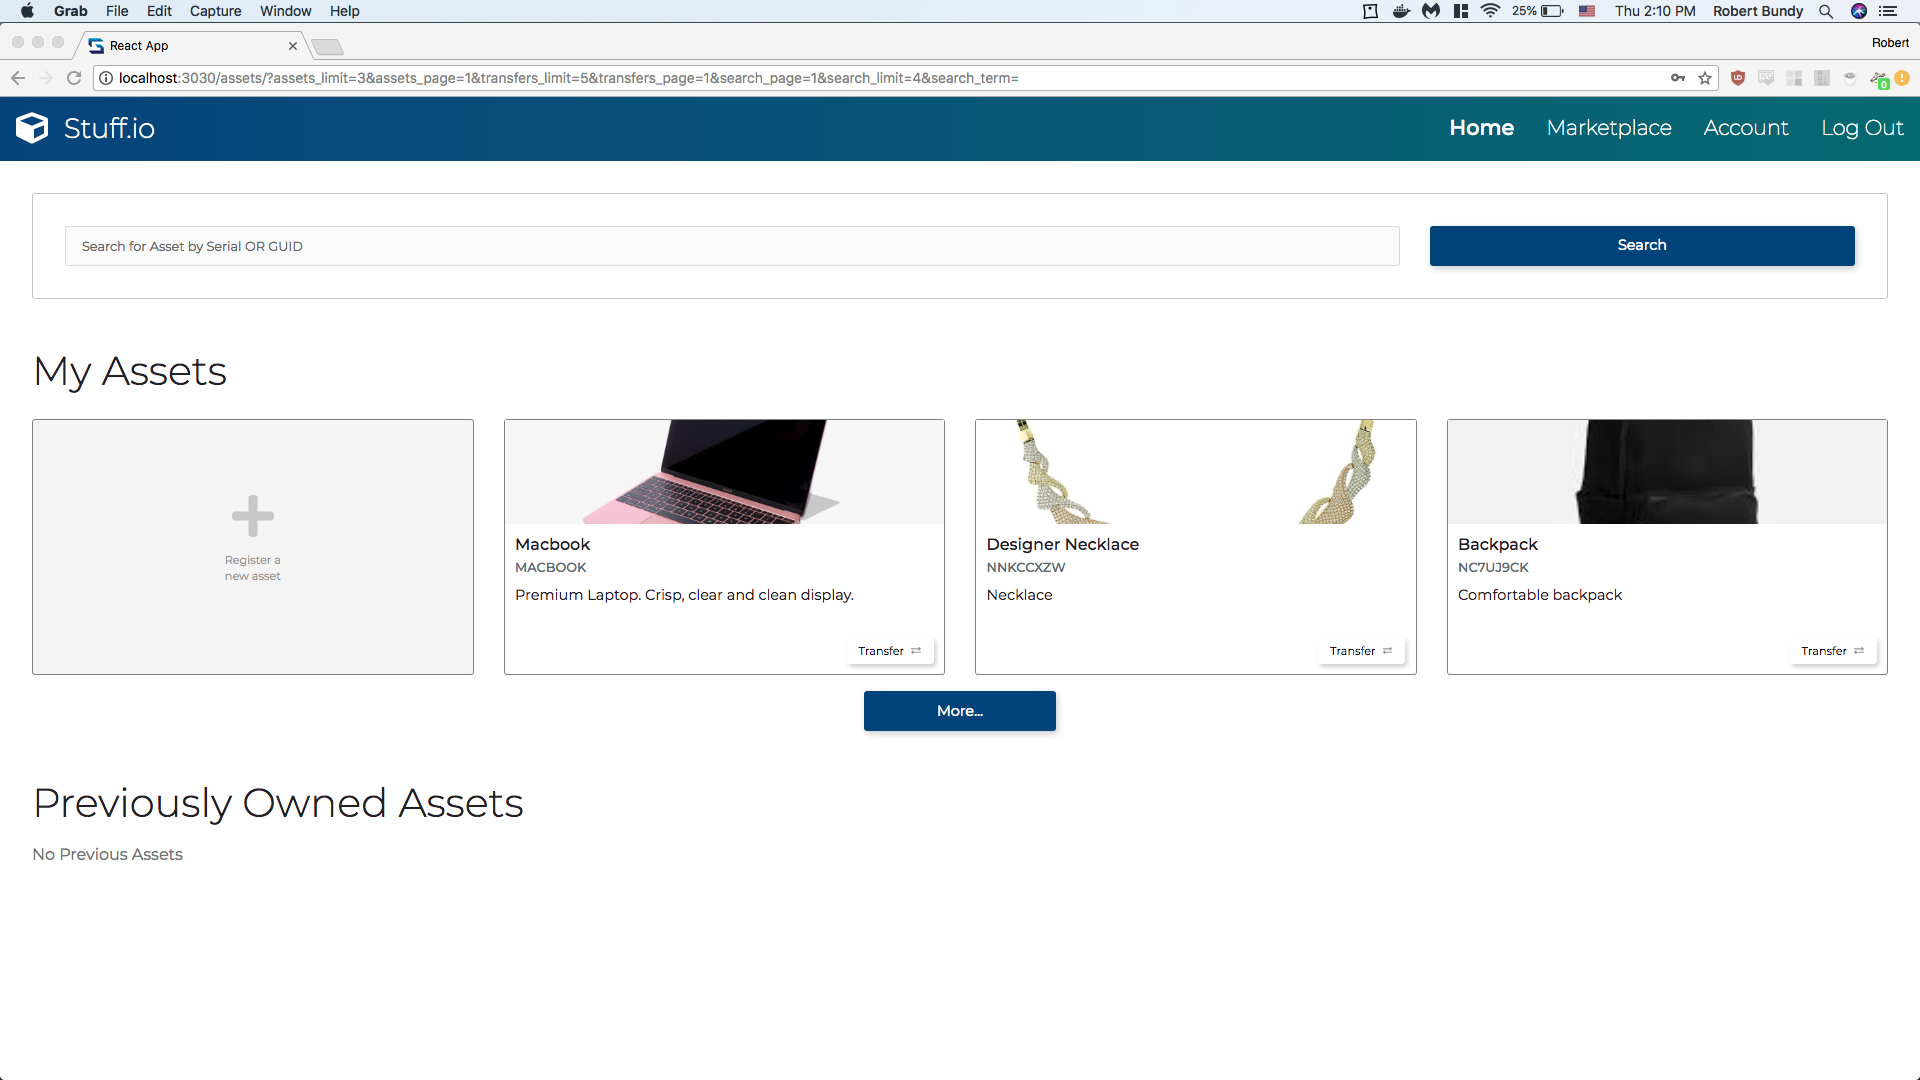 Grab File Edit Capture Window Help 25% Thu 2:10 PM Robert Bundy
React App Robert
localhost:3030/assets/?assets_limit=3&assets_page=1&transfers_limit=5&transfers_page=1&search_page=1&search_limit=4&search_term=
0
Stuff.io Home Marketplace Account Log Out
Search for Asset by Serial OR GUID Search
My Assets
Register a
new asset
Macbook
MACBOOK
Premium Laptop. Crisp, clear and clean display.
Transfer
Designer Necklace
NNKCCXZW
Necklace
Transfer
Backpack
NC7UJ9CK
Comfortable backpack
Transfer
More...
Previously Owned Assets
No Previous Assets